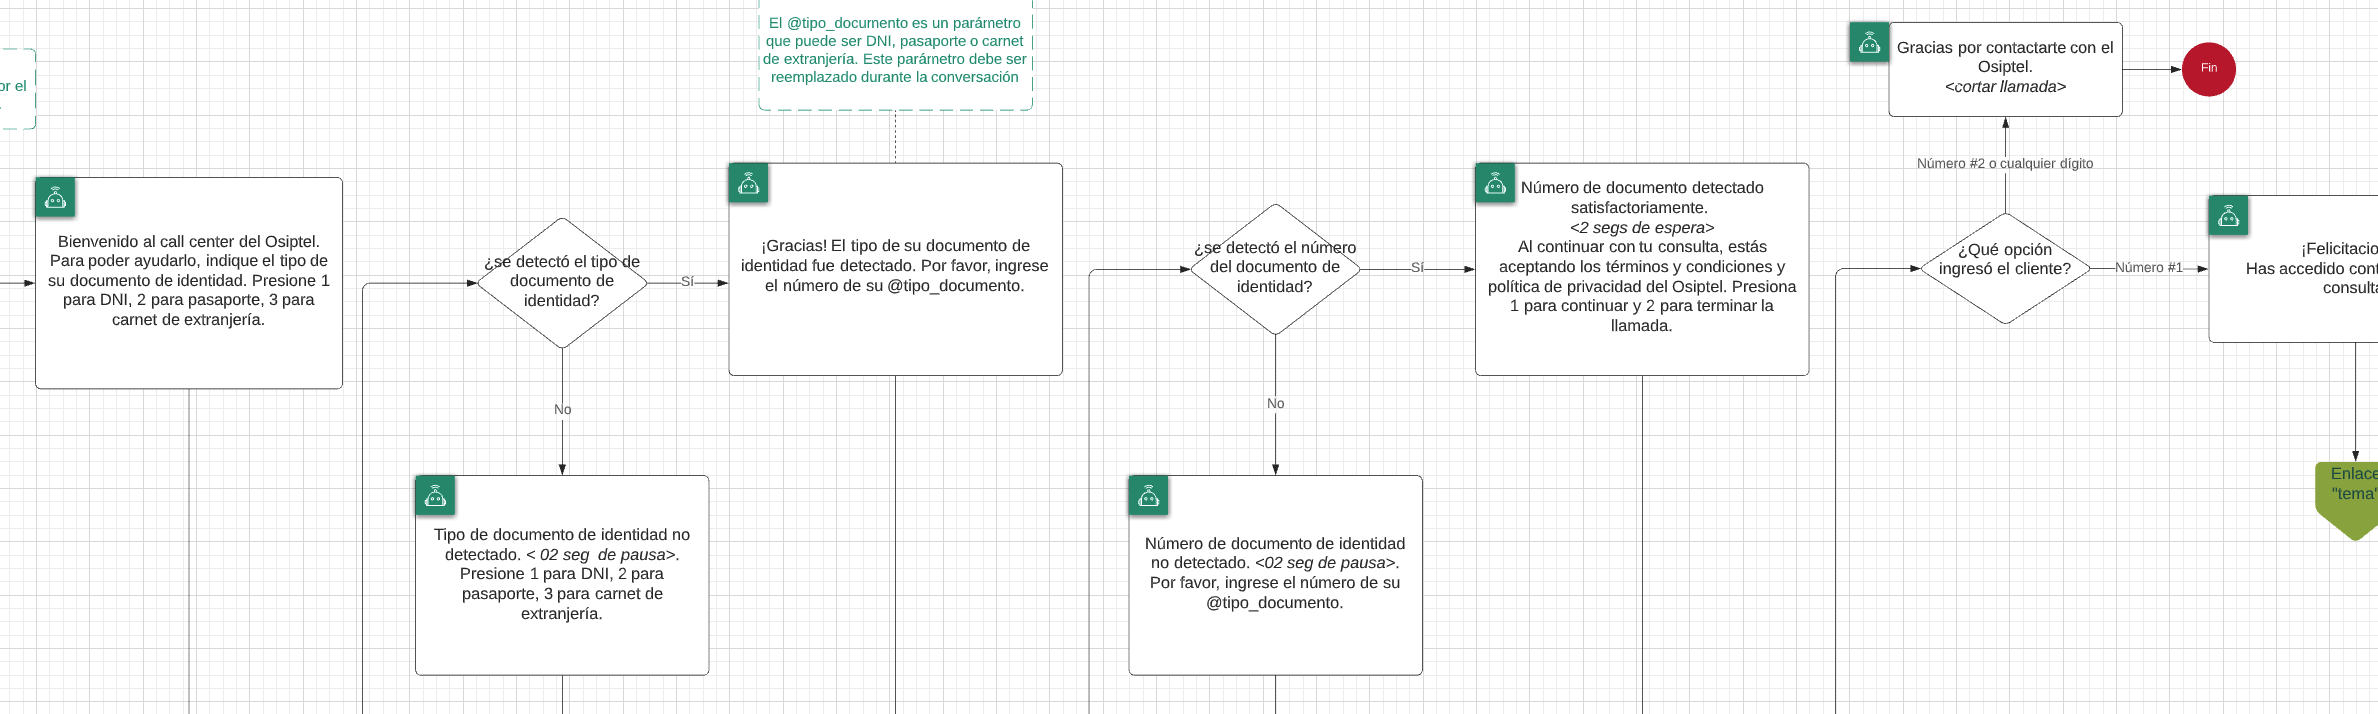 or el
El @tipo_documento es un parámetro
que puede ser DNI, pasaporte o carnet
de extranjería. Este parámetro debe ser
reemplazado durante la conversación
Gracias por contactarte con el
Osiptel.
<cortar llamada>
Fin
Número #2 o cualquier dígito
Bienvenido al call center del Osiptel.
Para poder ayudarlo, indique el tipo de
su documento de identidad. Presione 1
para DNI, 2 para pasaporte, 3 para
carnet de extranjería.
¿se detectó el tipo de
documento de
identidad?
Sí
No
¡Gracias! El tipo de su documento de
identidad fue detectado. Por favor, ingrese
el número de su @tipo_documento.
¿se detectó el número
del documento de
identidad?
Sí
No
Número de documento detectado
satisfactoriamente.
<2 segs de espera>
Al continuar con tu consulta, estás
aceptando los términos y condiciones y
política de privacidad del Osiptel. Presiona
1 para continuar y 2 para terminar la
llamada.
¿Qué opción
ingresó el cliente?
Número #1
¡Felicitacio
Has accedido cont
consulta
Tipo de documento de identidad no
detectado. < 02 seg  de pausa>.
Presione 1 para DNI, 2 para
pasaporte, 3 para carnet de
extranjería.
Número de documento de identidad
no detectado. <02 seg de pausa>.
Por favor, ingrese el número de su
@tipo_documento.
Enlace
"tema"